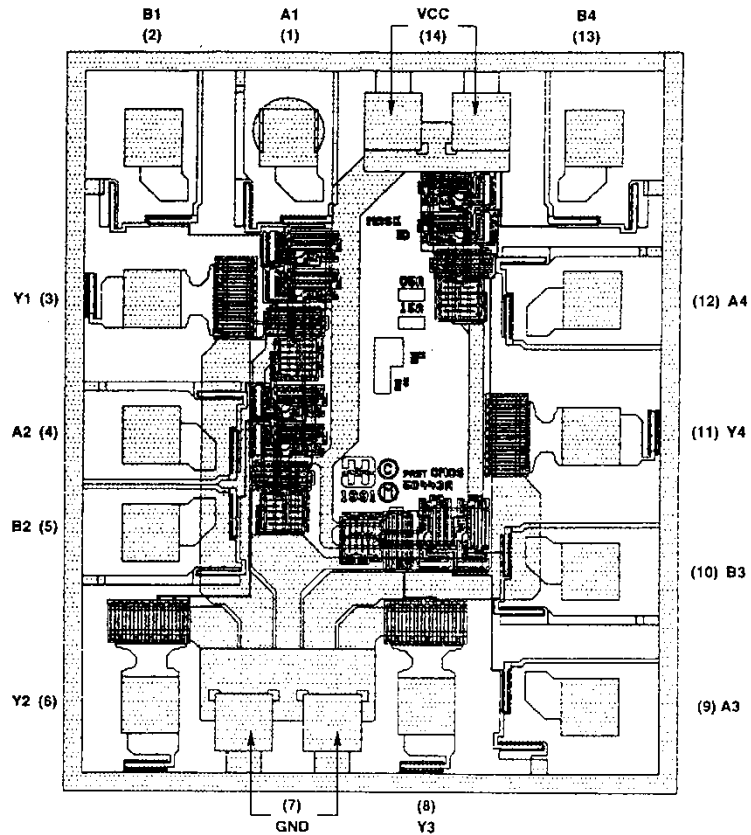 B1 A1 VCC B4
(2) (1) (14) (13)
MASK
ID
Y1 (3)
(12) A4
A2 (4)
(11) Y4
C
1991 M
B2 (5)
(10) B3
Y2 (6)
(9) A3
(7) (8)
GND Y3